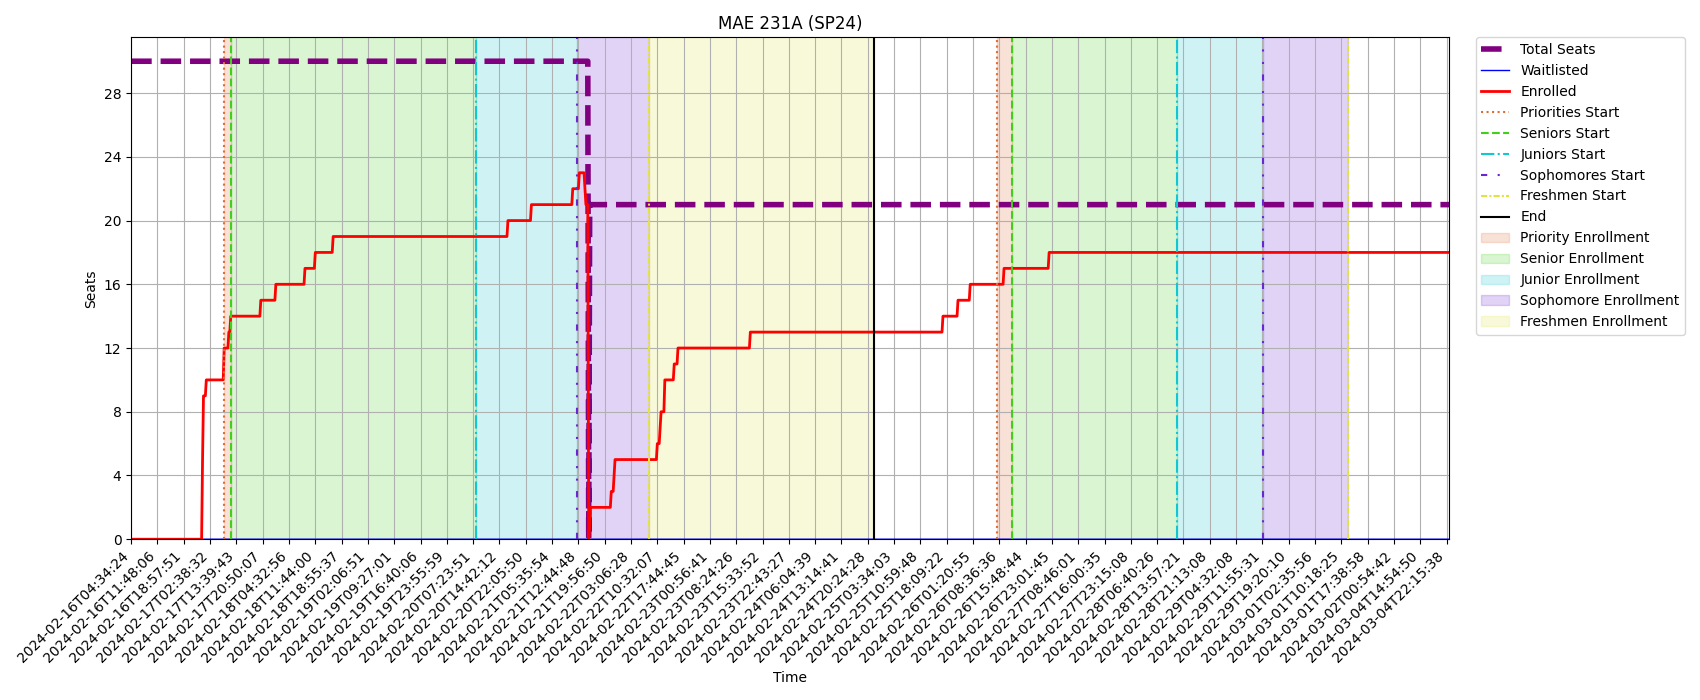 MAE 231A (SP24)
Total Seats
Waitlisted
Enrolled
Priorities Start
Seniors Start
Juniors Start
Sophomores Start
Freshmen Start
End
Priority Enrollment
Senior Enrollment
Junior Enrollment
Sophomore Enrollment
Freshmen Enrollment
Seats
28
24
20
16
12
8
4
0
2024-02-16T04:34:24
2024-02-16T11:48:06
2024-02-16T18:57:51
2024-02-17T02:38:32
2024-02-17T13:39:43
2024-02-17T20:50:07
2024-02-18T04:32:56
2024-02-18T11:44:00
2024-02-18T18:55:37
2024-02-19T02:06:51
2024-02-19T09:27:01
2024-02-19T16:40:06
2024-02-19T23:55:59
2024-02-20T07:23:51
2024-02-20T14:42:12
2024-02-20T22:05:50
2024-02-21T05:35:54
2024-02-21T12:44:48
2024-02-21T19:56:50
2024-02-22T03:06:28
2024-02-22T10:32:07
2024-02-22T17:44:45
2024-02-23T00:56:41
2024-02-23T08:24:26
2024-02-23T15:33:52
2024-02-23T22:43:27
2024-02-24T06:04:39
2024-02-24T13:14:41
2024-02-24T20:24:28
2024-02-25T03:34:03
2024-02-25T10:59:48
2024-02-25T18:09:22
2024-02-26T01:20:55
2024-02-26T08:36:36
2024-02-26T15:48:44
2024-02-26T23:01:45
2024-02-27T08:46:01
2024-02-27T16:00:35
2024-02-27T23:15:08
2024-02-28T06:40:26
2024-02-28T13:57:21
2024-02-28T21:13:08
2024-02-29T04:32:08
2024-02-29T11:55:31
2024-02-29T19:20:10
2024-03-01T02:35:56
2024-03-01T10:18:25
2024-03-01T17:38:58
2024-03-02T00:54:42
2024-03-04T14:54:50
2024-03-04T22:15:38
Time